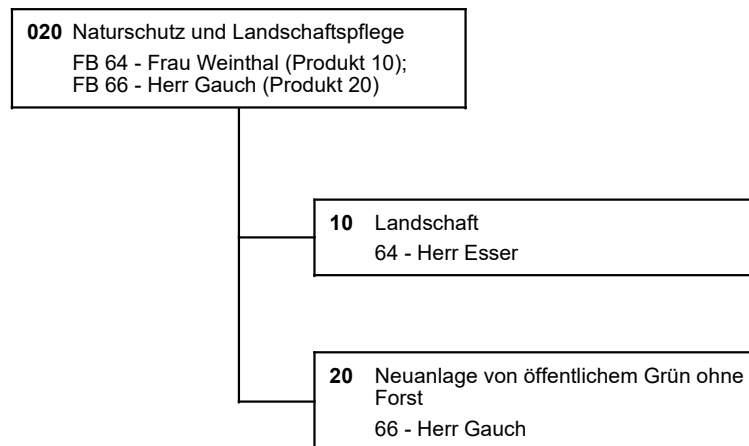 020 Naturschutz und Landschaftspflege
FB 64 - Frau Weinthal (Produkt 10);
FB 66 - Herr Gauch (Produkt 20)
10 Landschaft
64 - Herr Esser
20 Neuanlage von öffentlichem Grün ohne
Forst
66 - Herr Gauch